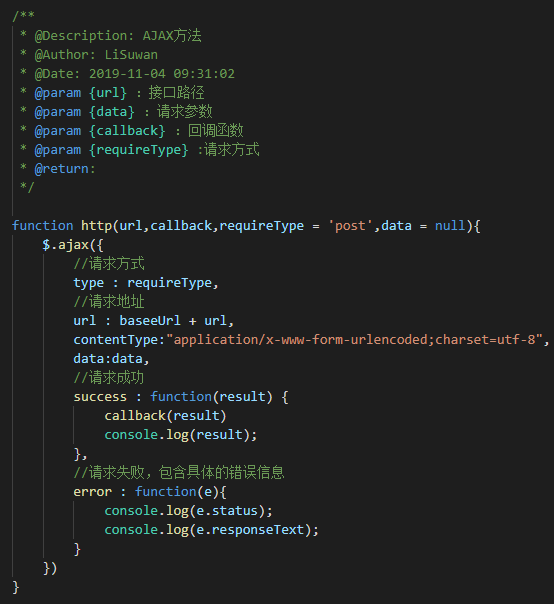 /**
 * @Description: AJAX方法
 * @Author: LiSuwan
 * @Date: 2019-11-04 09:31:02
 * @param {url} : 接口路径
 * @param {data} : 请求参数
 * @param {callback} : 回调函数
 * @param {requireType} :请求方式
 * @return:
 */

function http(url,callback,requireType = 'post',data = null){
    $.ajax({
        //请求方式
        type : requireType,
        //请求地址
        url : baseeUrl + url,
        contentType:"application/x-www-form-urlencoded;charset=utf-8",
        data:data,
        //请求成功
        success : function(result) {
            callback(result)
            console.log(result);
        },
        //请求失败，包含具体的错误信息
        error : function(e){
            console.log(e.status);
            console.log(e.responseText);
        }
    })
}